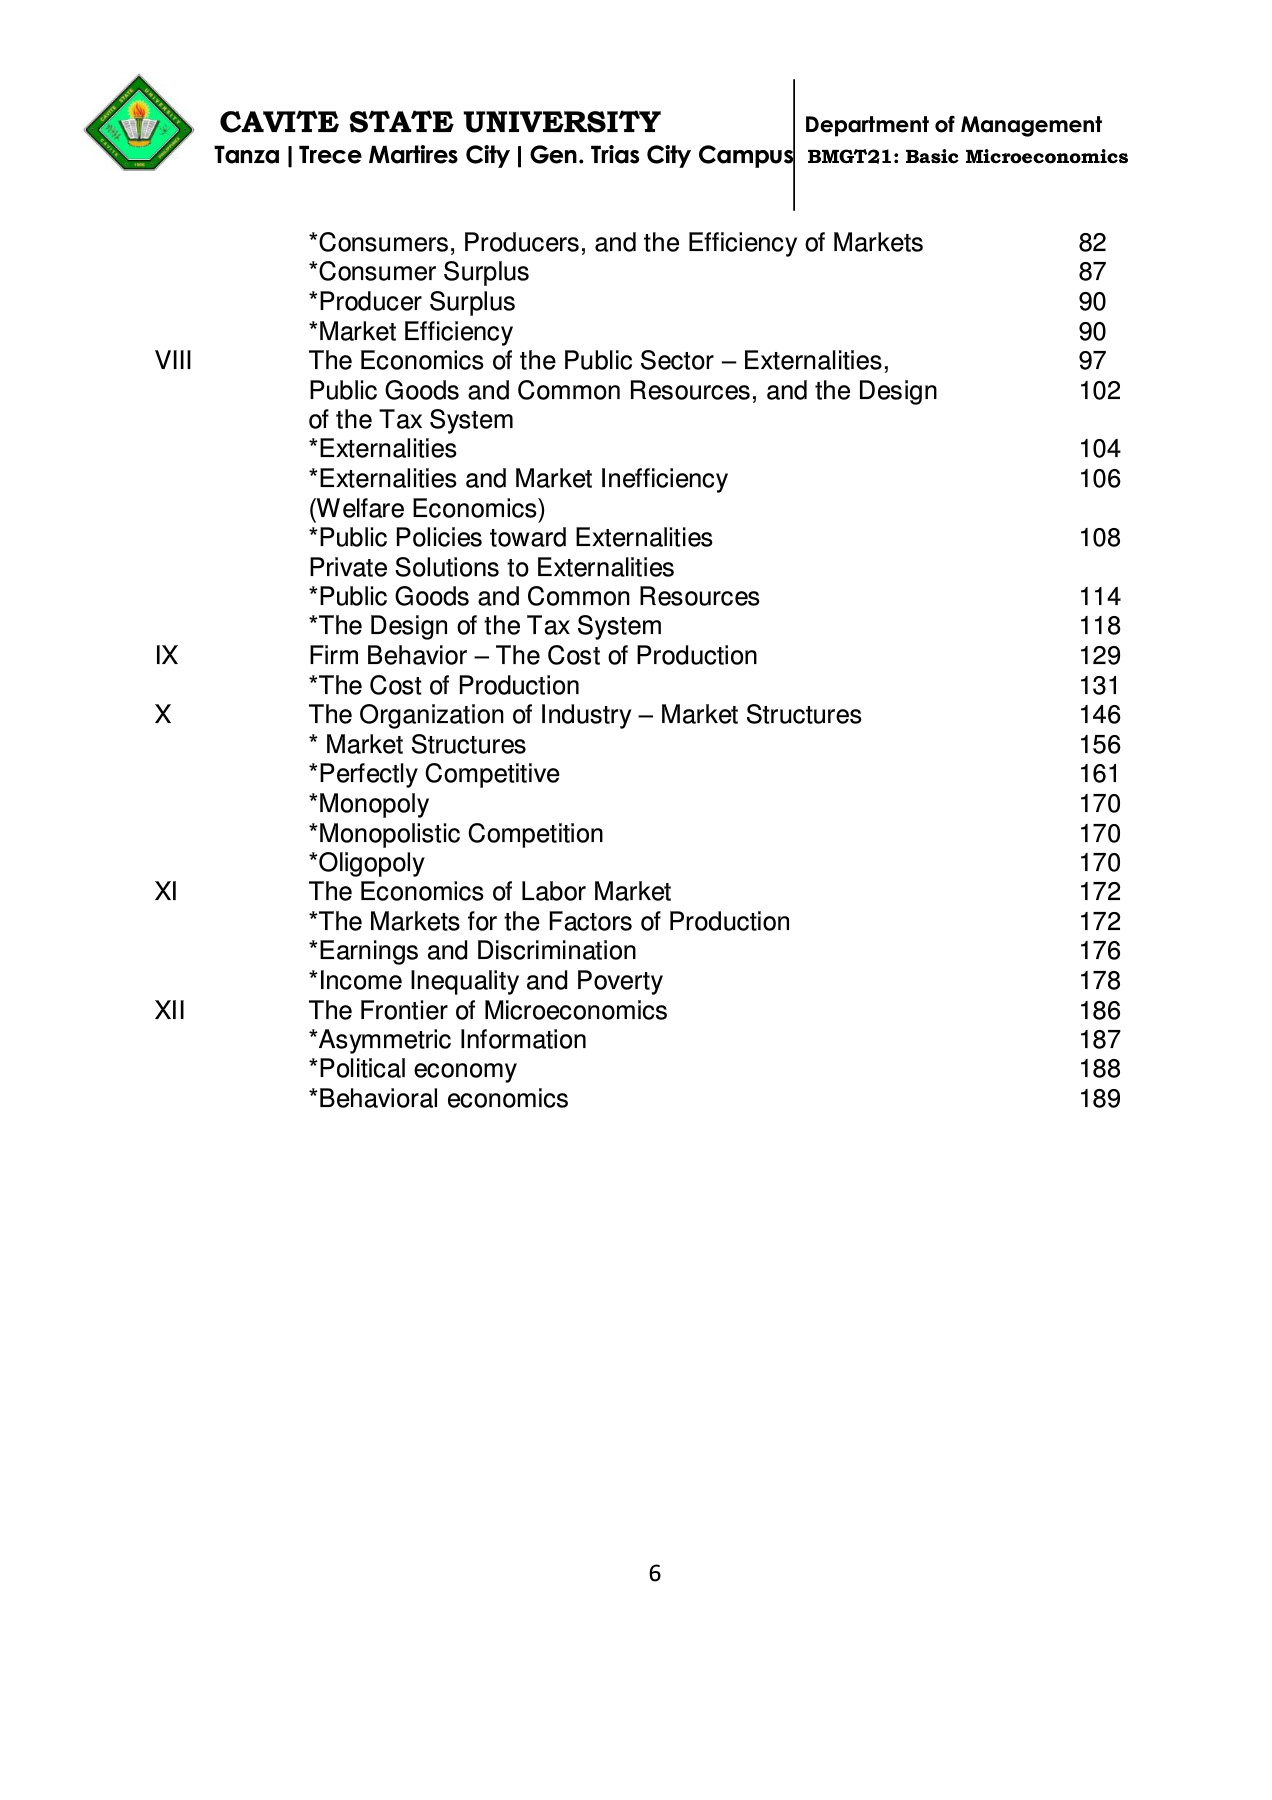 CAVITE STATE UNIVERSITY
Tanza | Trece Martires City | Gen. Trias City Campus
Department of Management
BMGT21: Basic Microeconomics
*Consumers, Producers, and the Efficiency of Markets 82
*Consumer Surplus 87
*Producer Surplus 90
*Market Efficiency 90
VIII The Economics of the Public Sector – Externalities, 97
Public Goods and Common Resources, and the Design 102
of the Tax System
*Externalities 104
*Externalities and Market Inefficiency 106
(Welfare Economics)
*Public Policies toward Externalities 108
Private Solutions to Externalities
*Public Goods and Common Resources 114
*The Design of the Tax System 118
IX Firm Behavior – The Cost of Production 129
*The Cost of Production 131
X The Organization of Industry – Market Structures 146
* Market Structures 156
*Perfectly Competitive 161
*Monopoly 170
*Monopolistic Competition 170
*Oligopoly 170
XI The Economics of Labor Market 172
*The Markets for the Factors of Production 172
*Earnings and Discrimination 176
*Income Inequality and Poverty 178
XII The Frontier of Microeconomics 186
*Asymmetric Information 187
*Political economy 188
*Behavioral economics 189
6